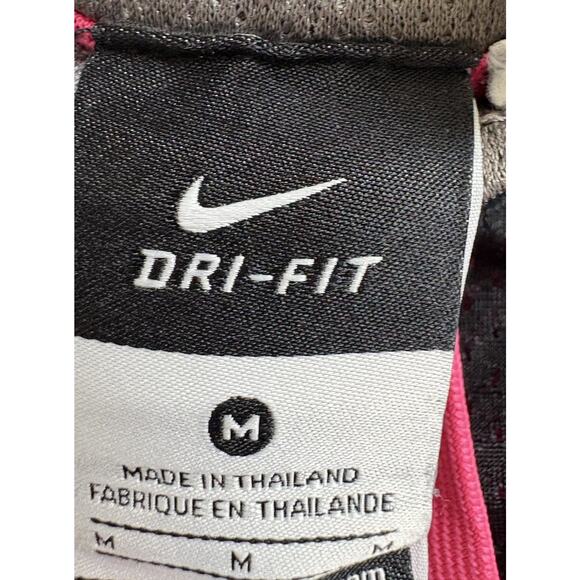 DRI-FIT
M
MADE IN THAILAND
FABRIQUE EN THAILANDE
M M M